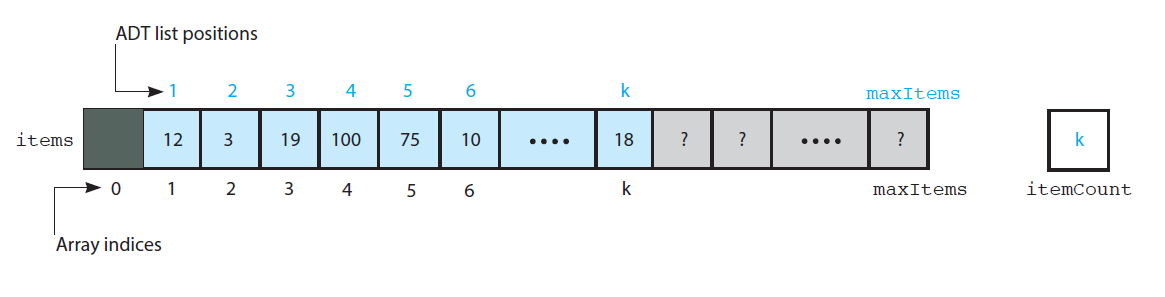 ADT list positions
1 2 3 4 5 6 k maxItems
items 12 3 19 100 75 10 •••• 18 ? ? •••• ? k
0 1 2 3 4 5 6 k maxItems itemCount
Array indices